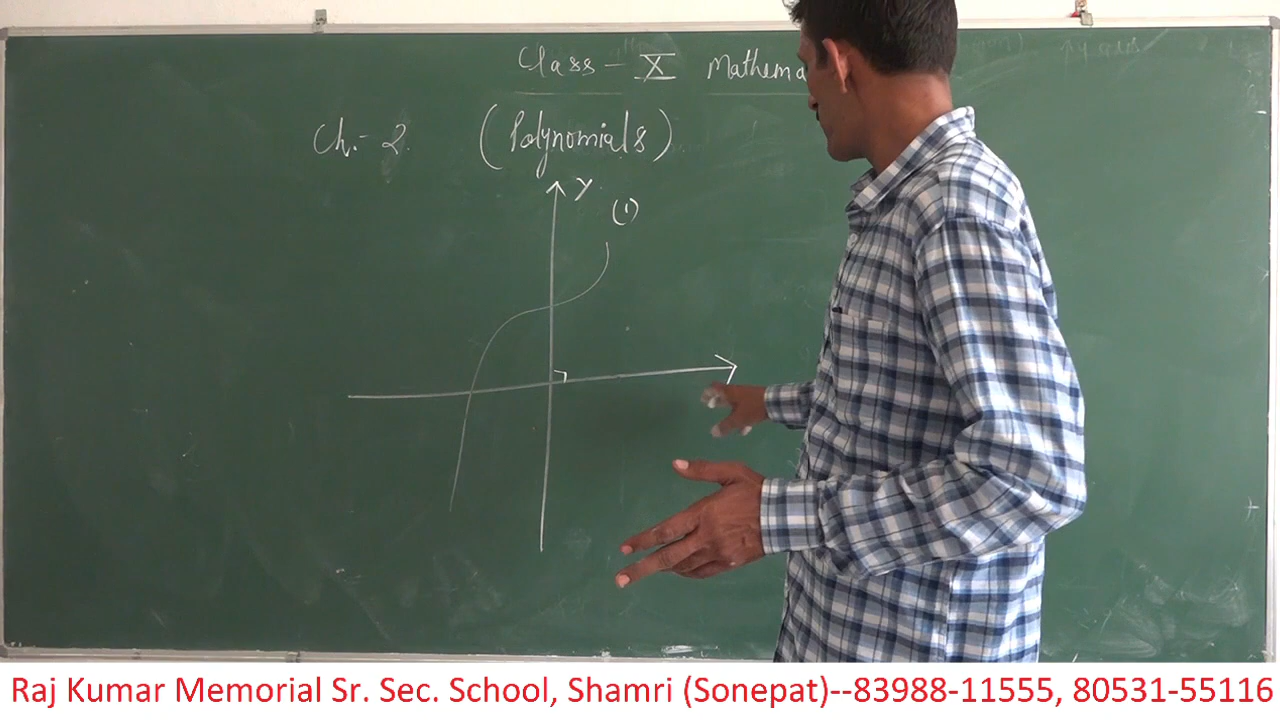 Class - X Mathema
Ch.- 2. (Polynomials)
Y
(1)
Raj Kumar Memorial Sr. Sec. School, Shamri (Sonepat)--83988-11555, 80531-55116